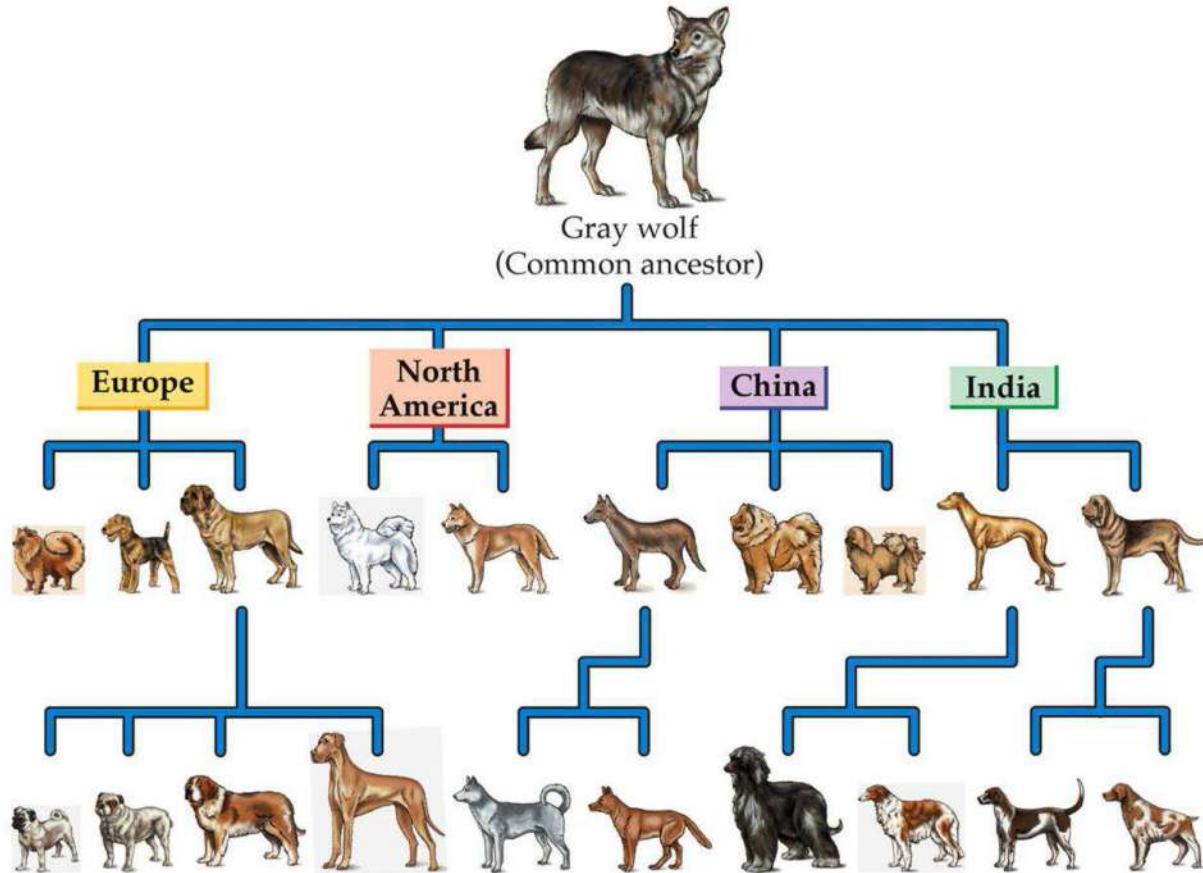 Gray wolf
(Common ancestor)
Europe
North
America
China
India